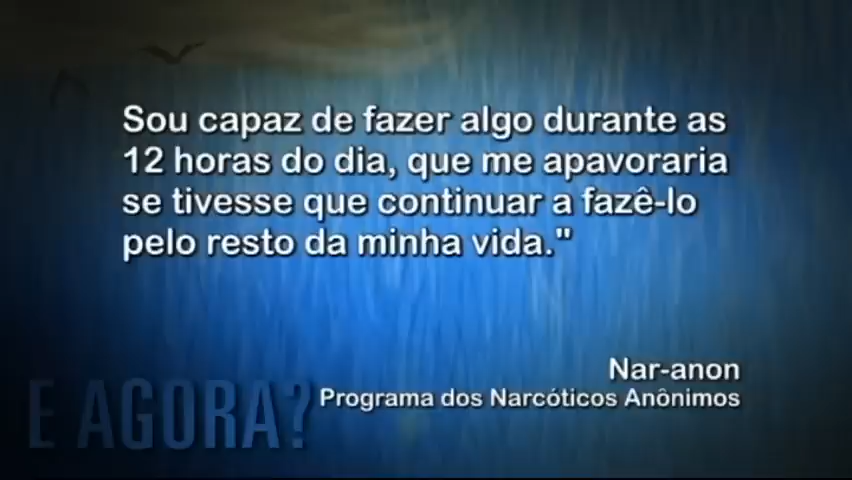 Sou capaz de fazer algo durante as
12 horas do dia, que me apavoraria
se tivesse que continuar a fazê-lo
pelo resto da minha vida."
Nar-anon
Programa dos Narcóticos Anônimos
E AGORA?